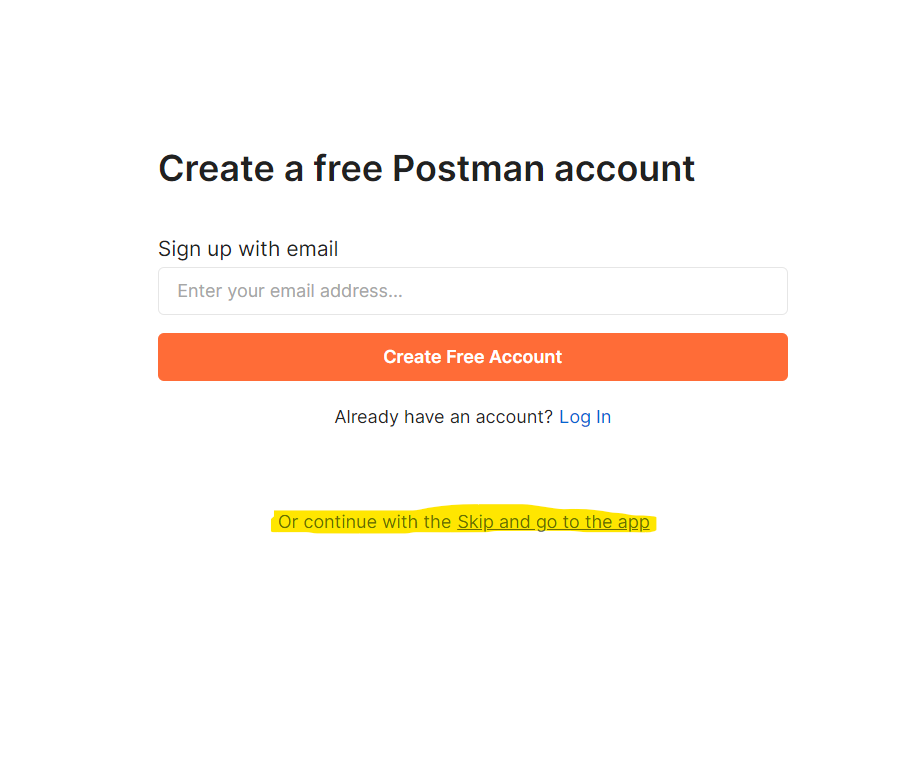 Create a free Postman account
Sign up with email
Enter your email address...
Create Free Account
Already have an account? Log In
Or continue with the Skip and go to the app